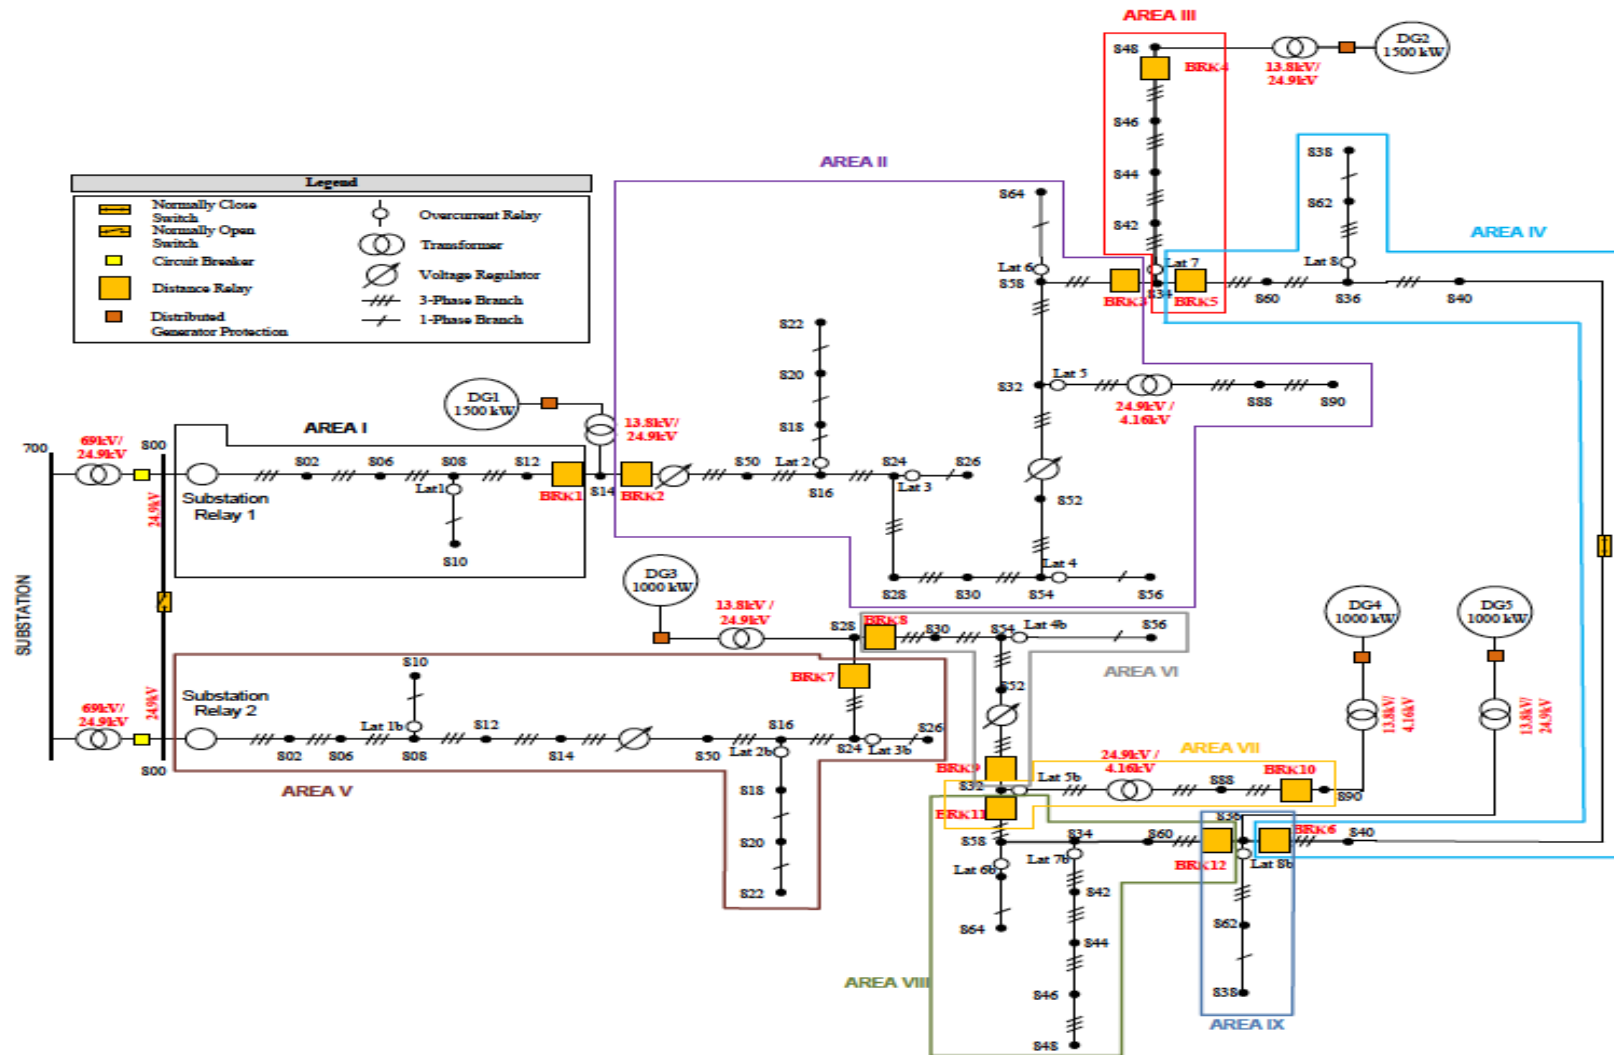 AREA III
848
BRK4
13.8kV/
24.9kV
DG2
1500 kW
846
844
842
Lat 7
834
BRK3
BRK5
860
Lat 8
836
840
862
838
AREA IV
AREA II
864
Lat 6
858
Legend
Normally Close
Switch
Normally Open
Switch
Circuit Breaker
Distance Relay
Distributed
Generator Protection
Overcurrent Relay
Transformer
Voltage Regulator
3-Phase Branch
1-Phase Branch
822
820
818
Lat 2
816
832
Lat 5
24.9kV /
4.16kV
888
890
DG1
1500 kW
13.8kV/
24.9kV
AREA I
700
69kV/
24.9kV
800
24.9kV
Substation
Relay 1
802
806
808
812
Lat1
810
BRK1
814
BRK2
850
824
Lat 3
826
852
828
830
854
Lat 4
856
SUBSTATION
DG3
1000 kW
13.8kV /
24.9kV
828
BRK8
830
854
Lat 4b
856
AREA VI
BRK7
852
DG4
1000 kW
13.8kV/
4.16kV
DG5
1000 kW
13.8kV/
24.9kV
69kV/
24.9kV
24.9kV
800
Substation
Relay 2
810
Lat 1b
802
806
808
812
814
850
816
Lat 2b
824
Lat 3b
826
AREA V
818
820
822
BRK9
832
Lat 5b
24.9kV /
4.16kV
AREA VII
888
BRK10
890
BRK11
858
Lat 6b
864
834
Lat 7b
860
BRK12
836
BRK6
840
Lat 8b
842
844
846
848
862
838
AREA VIII
AREA IX